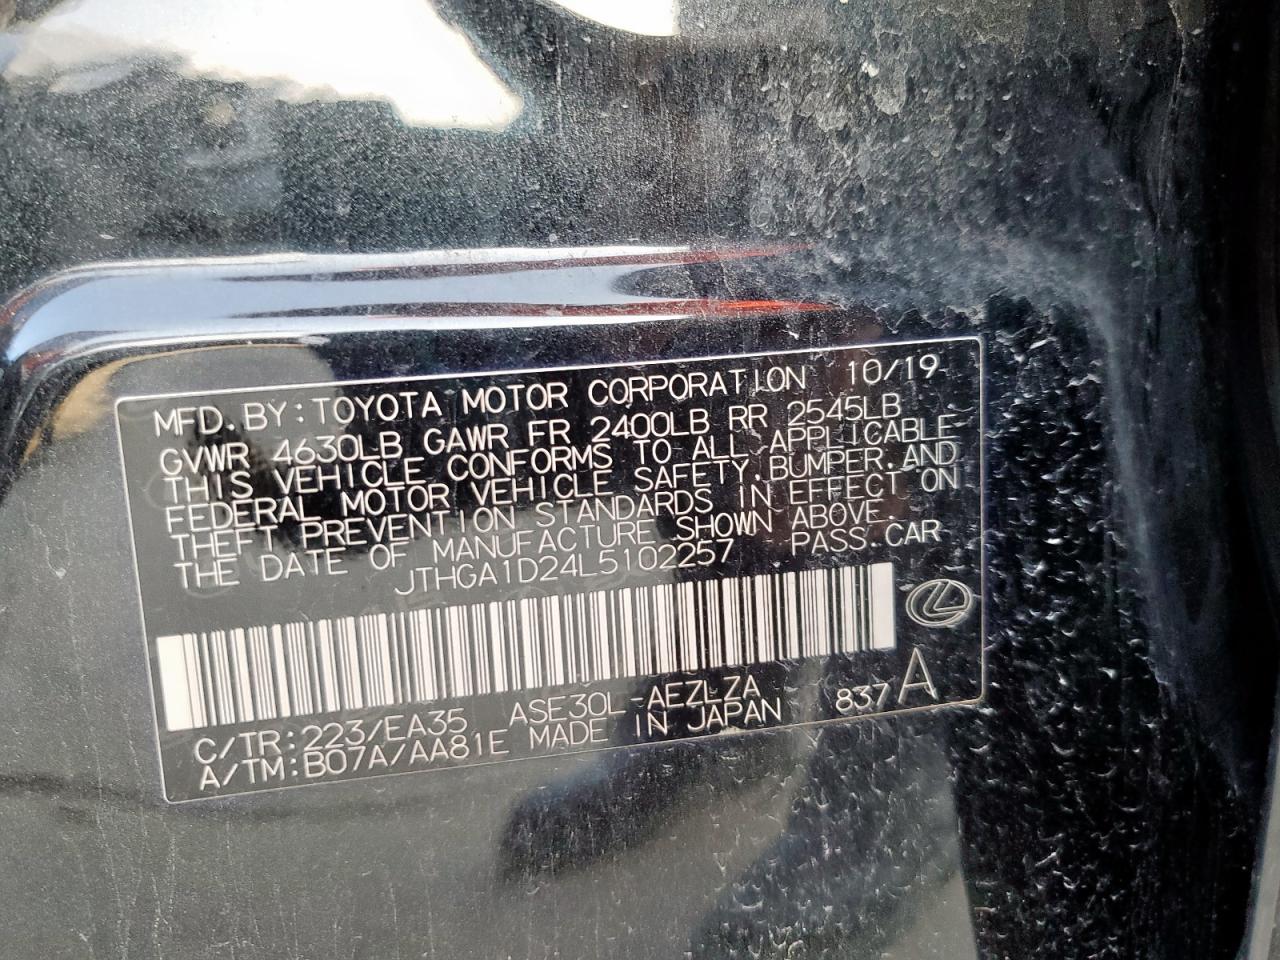 MFD. BY: TOYOTA MOTOR CORPORATION 10/19
GVWR 4630LB GAWR FR 2400LB RR 2545LB
THIS VEHICLE CONFORMS TO ALL APPLICABLE
FEDERAL MOTOR VEHICLE SAFETY, BUMPER, AND
THEFT PREVENTION STANDARDS IN EFFECT ON
THE DATE OF MANUFACTURE SHOWN ABOVE.
JTHGA1D24L5102257 PASS.CAR
C/TR: 223/EA35 ASE30L-AEZLZA 837 A
A/TM: B07A/AA81E MADE IN JAPAN